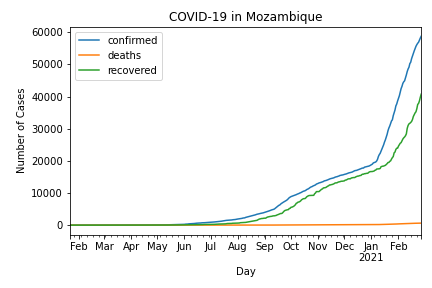 COVID-19 in Mozambique
confirmed
deaths
recovered
Number of Cases
60000
50000
40000
30000
20000
10000
0
Feb Mar Apr May Jun Jul Aug Sep Oct Nov Dec Jan Feb
2021
Day